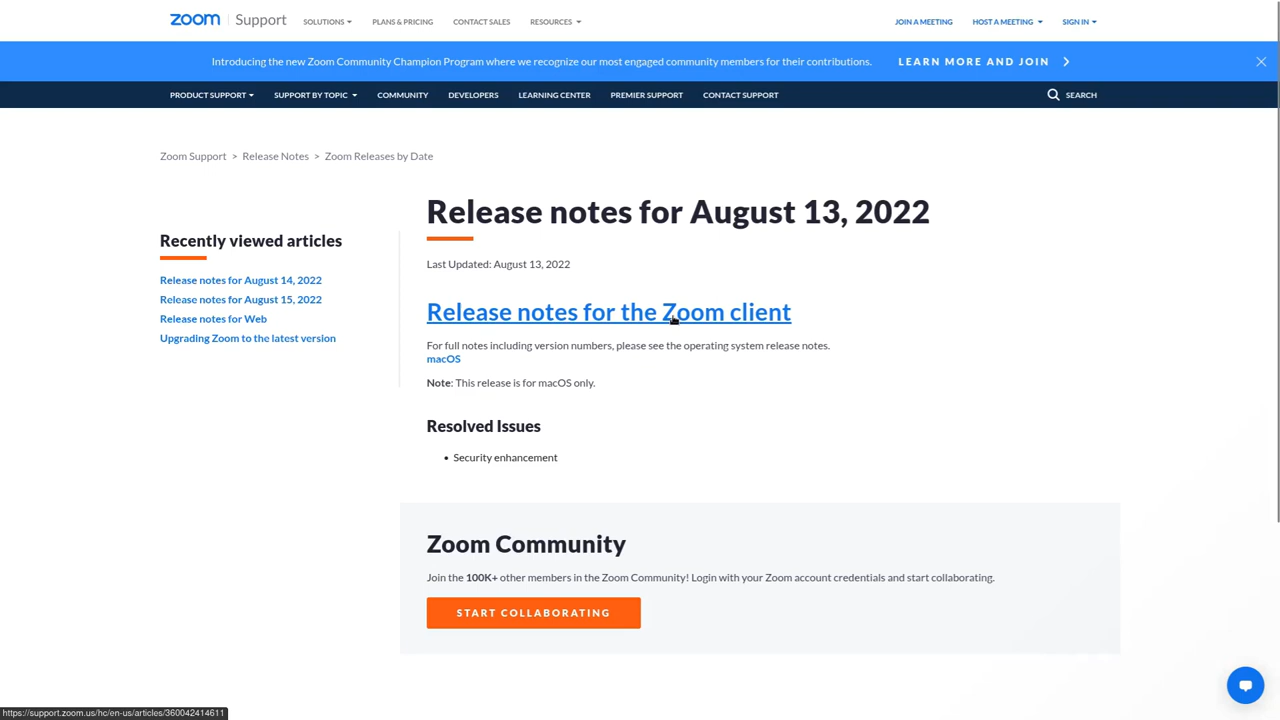 zoom Support SOLUTIONS PLANS & PRICING CONTACT SALES RESOURCES JOIN A MEETING HOST A MEETING SIGN IN
Introducing the new Zoom Community Champion Program where we recognize our most engaged community members for their contributions. LEARN MORE AND JOIN
PRODUCT SUPPORT SUPPORT BY TOPIC COMMUNITY DEVELOPERS LEARNING CENTER PREMIER SUPPORT CONTACT SUPPORT SEARCH
Zoom Support > Release Notes > Zoom Releases by Date
Recently viewed articles
Release notes for August 14, 2022
Release notes for August 15, 2022
Release notes for Web
Upgrading Zoom to the latest version
Release notes for August 13, 2022
Last Updated: August 13, 2022
Release notes for the Zoom client
For full notes including version numbers, please see the operating system release notes.
macOS
Note: This release is for macOS only.
Resolved Issues
• Security enhancement
Zoom Community
Join the 100K+ other members in the Zoom Community! Login with your Zoom account credentials and start collaborating.
START COLLABORATING
https://support.zoom.us/hc/en-us/articles/360042414611